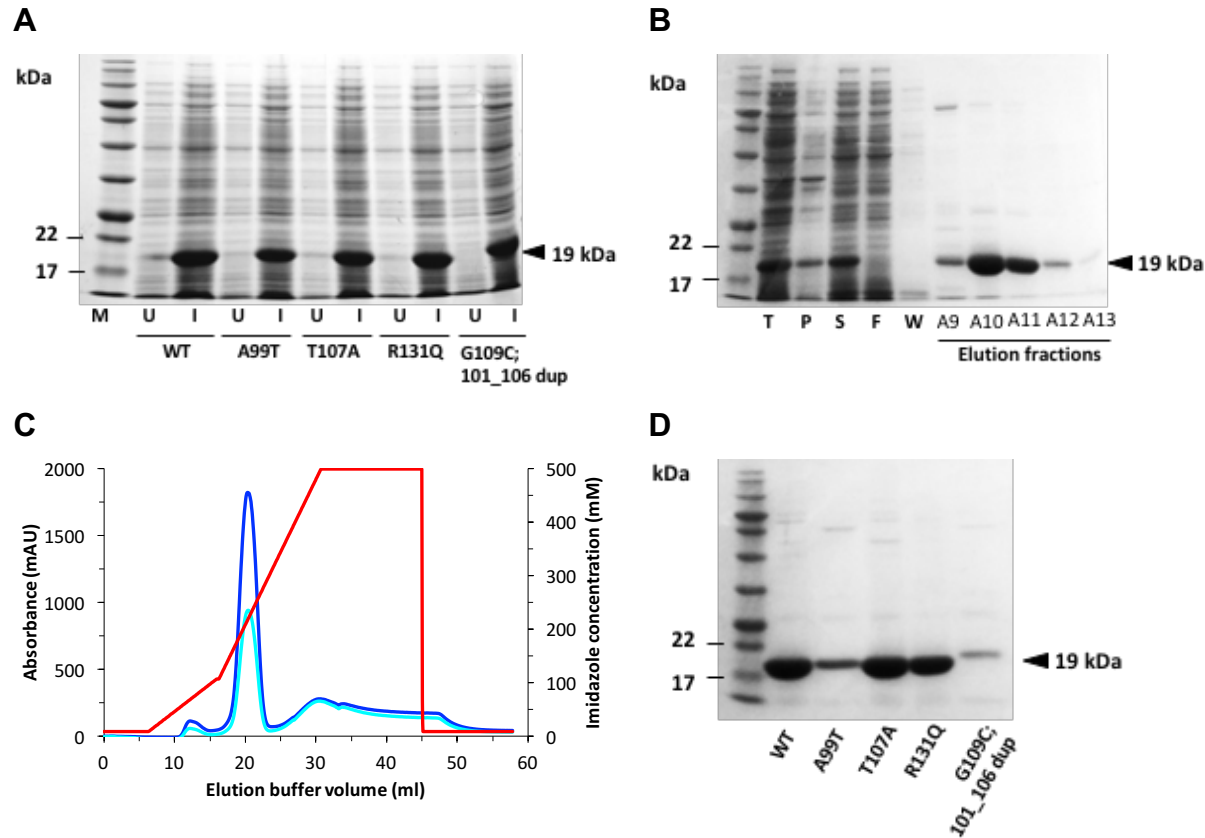 A
kDa
22
17
19 kDa
M U I U I U I U I U I
WT A99T T107A R131Q G109C;
101_106 dup
B
kDa
22
17
19 kDa
T P S F W A9 A10 A11 A12 A13
Elution fractions
C
2000
1500
1000
500
0
Absorbance (mAU)
500
400
300
200
100
0
Imidazole concentration (mM)
0 10 20 30 40 50 60
Elution buffer volume (ml)
D
kDa
22
17
19 kDa
WT
A99T
T107A
R131Q
G109C;
101_106 dup